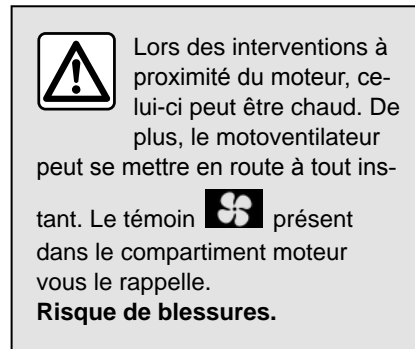 Lors des interventions à
proximité du moteur, ce-
lui-ci peut être chaud. De
plus, le motoventilateur
peut se mettre en route à tout ins-
tant. Le témoin présent
dans le compartiment moteur
vous le rappelle.
Risque de blessures.